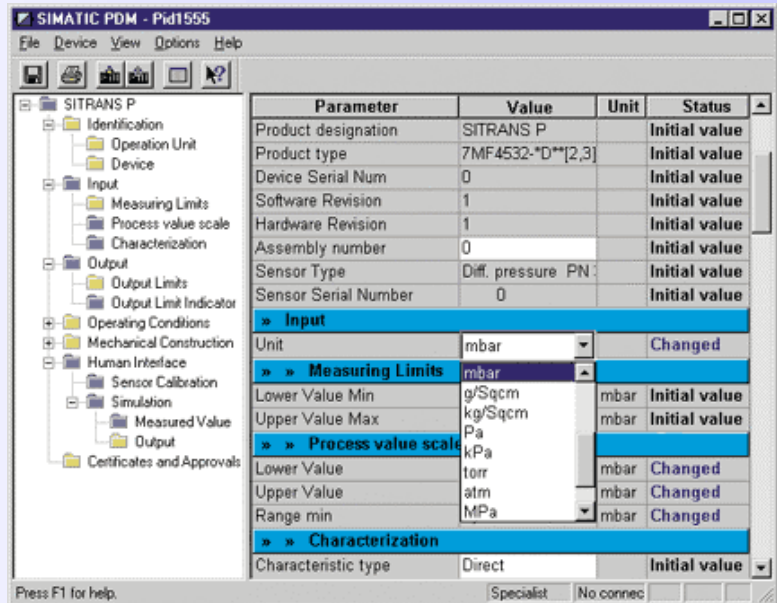 SIMATIC PDM - Pid1555
File Device View Options Help
SITRANS P
Identification
Operation Unit
Device
Input
Measuring Limits
Process value scale
Characterization
Output
Output Limits
Output Limit Indicator
Operating Conditions
Mechanical Construction
Human Interface
Sensor Calibration
Simulation
Measured Value
Output
Certificates and Approvals
Parameter Value Unit Status
Product designation SITRANS P Initial value
Product type 7MF4532-*D**[2,3] Initial value
Device Serial Num 0 Initial value
Software Revision 1 Initial value
Hardware Revision 1 Initial value
Assembly number 0 Initial value
Sensor Type Diff. pressure PN Initial value
Sensor Serial Number 0 Initial value
» Input
Unit mbar Changed
» » Measuring Limits
Lower Value Min mbar Initial value
Upper Value Max mbar Initial value
» » Process value scale
Lower Value mbar Changed
Upper Value mbar Changed
Range min mbar Changed
mbar
g/Sqcm
kg/Sqcm
Pa
kPa
torr
atm
MPa
» » Characterization
Characteristic type Direct Initial value
Press F1 for help. Specialist No connec